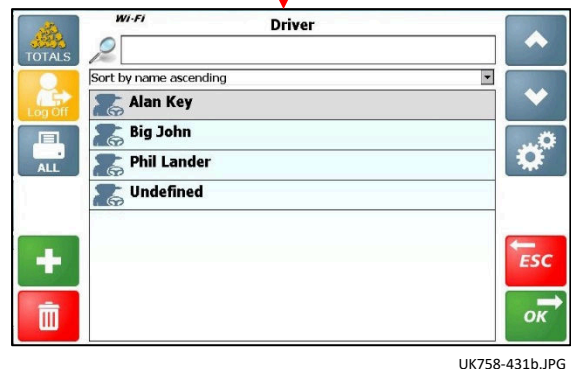 Wi-Fi
Driver
TOTALS
Sort by name ascending
Log Off
Alan Key
Big John
ALL
Phil Lander
Undefined
ESC
OK
UK758-431b.JPG